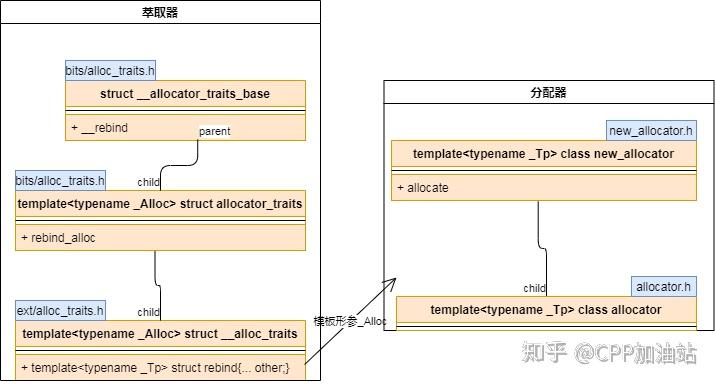 萃取器
bits/alloc_traits.h
struct __allocator_traits_base
+ __rebind
parent
child
bits/alloc_traits.h
template<typename _Alloc> struct allocator_traits
+ rebind_alloc
child
ext/alloc_traits.h
template<typename _Alloc> struct __alloc_traits
+ template<typename _Tp> struct rebind{... other;}
模板形参_Alloc
分配器
new_allocator.h
template<typename _Tp> class new_allocator
+ allocate
child
allocator.h
template<typename _Tp> class allocator
知乎 @CPP加油站